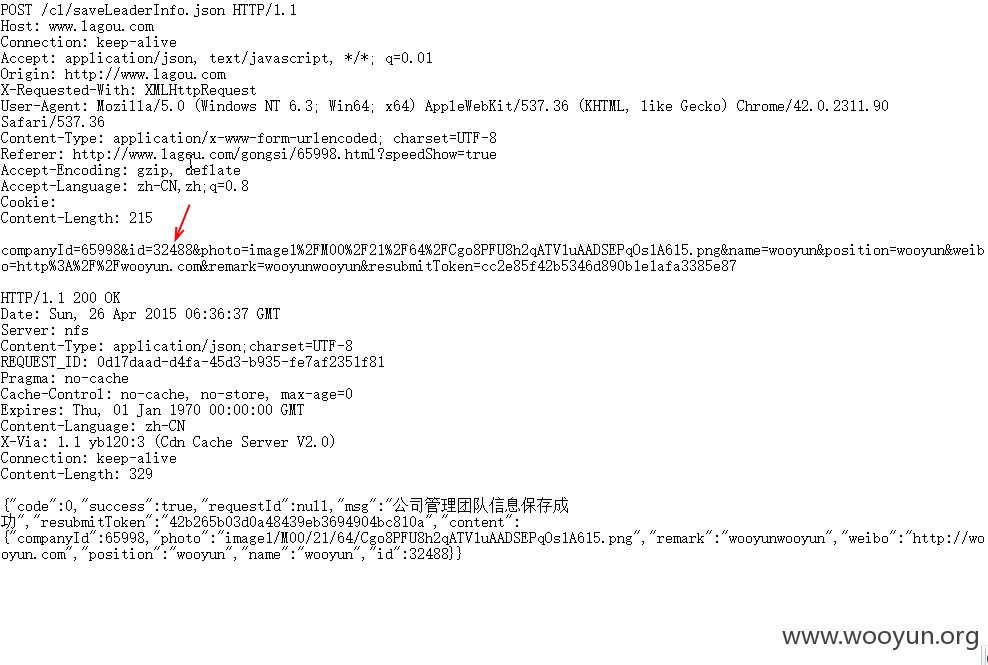 POST /c1/saveLeaderInfo.json HTTP/1.1
Host: www.lagou.com
Connection: keep-alive
Accept: application/json, text/javascript, */*; q=0.01
Origin: http://www.lagou.com
X-Requested-With: XMLHttpRequest
User-Agent: Mozilla/5.0 (Windows NT 6.3; Win64; x64) AppleWebKit/537.36 (KHTML, like Gecko) Chrome/42.0.2311.90
Safari/537.36
Content-Type: application/x-www-form-urlencoded; charset=UTF-8
Referer: http://www.lagou.com/gongsi/65998.html?speedShow=true
Accept-Encoding: gzip, deflate
Accept-Language: zh-CN,zh;q=0.8
Cookie:
Content-Length: 215
companyId=65998&id=32488&photo=image1%2FM00%2F21%2F64%2FCgo8PFU8h2qATV1uAADSEPqOs1A615.png&name=wooyun&position=wooyun&weib
o=http%3A%2F%2Fwooyun.com&remark=wooyunwooyun&resubmitToken=cc2e85f42b5346d890b1e1afa3385e87
HTTP/1.1 200 OK
Date: Sun, 26 Apr 2015 06:36:37 GMT
Server: nfs
Content-Type: application/json;charset=UTF-8
REQUEST_ID: 0d17daad-d4fa-45d3-b935-fe7af2351f81
Pragma: no-cache
Cache-Control: no-cache, no-store, max-age=0
Expires: Thu, 01 Jan 1970 00:00:00 GMT
Content-Language: zh-CN
X-Via: 1.1 yb120:3 (Cdn Cache Server V2.0)
Connection: keep-alive
Content-Length: 329
{"code":0,"success":true,"requestId":null,"msg":"公司管理团队信息保存成
功","resubmitToken":"42b265b03d0a48439eb3694904bc810a","content":
{"companyId":65998,"photo":"image1/M00/21/64/Cgo8PFU8h2qATV1uAADSEPqOs1A615.png","remark":"wooyunwooyun","weibo":"http://wo
oyun.com","position":"wooyun","name":"wooyun","id":32488}}
www.wooyun.org